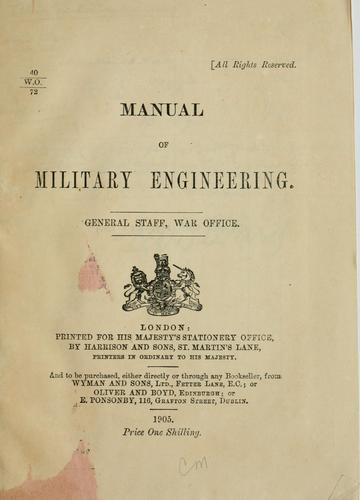 [All Rights Reserved.
40
W.O.
72
MANUAL
OF
MILITARY ENGINEERING.
GENERAL STAFF, WAR OFFICE.
LONDON:
PRINTED FOR HIS MAJESTY'S STATIONERY OFFICE,
BY HARRISON AND SONS, ST. MARTIN'S LANE,
PRINTERS IN ORDINARY TO HIS MAJESTY.
And to be purchased, either directly or through any Bookseller, from
WYMAN AND SONS, LTD., FETTER LANE, E.C.; or
OLIVER AND BOYD, EDINBURGH; or
E. PONSONBY, 116, GRAFTON STREET, DUBLIN.
1905.
Price One Shilling.
CM